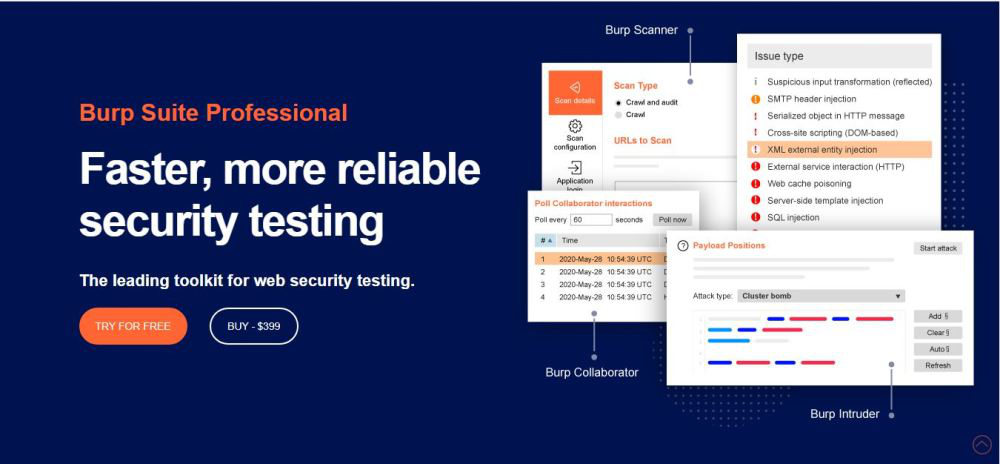 Burp Suite Professional
Faster, more reliable
security testing
The leading toolkit for web security testing.
TRY FOR FREE
BUY - $399
Burp Scanner
Scan details
Scan
configuration
Application
login
Scan Type
Crawl and audit
Crawl
URLs to Scan
Issue type
Suspicious input transformation (reflected)
SMTP header injection
Serialized object in HTTP message
Cross-site scripting (DOM-based)
XML external entity injection
External service interaction (HTTP)
Web cache poisoning
Server-side template injection
SQL injection
Poll Collaborator interactions
Poll every 60 seconds Poll now
# Time T
1 2020-May-28 10:54:39 UTC D
2 2020-May-28 10:54:39 UTC D
3 2020-May-28 10:54:39 UTC D
4 2020-May-28 10:54:39 UTC H
Burp Collaborator
? Payload Positions
Start attack
Attack type: Cluster bomb
Add §
Clear §
Auto §
Refresh
Burp Intruder